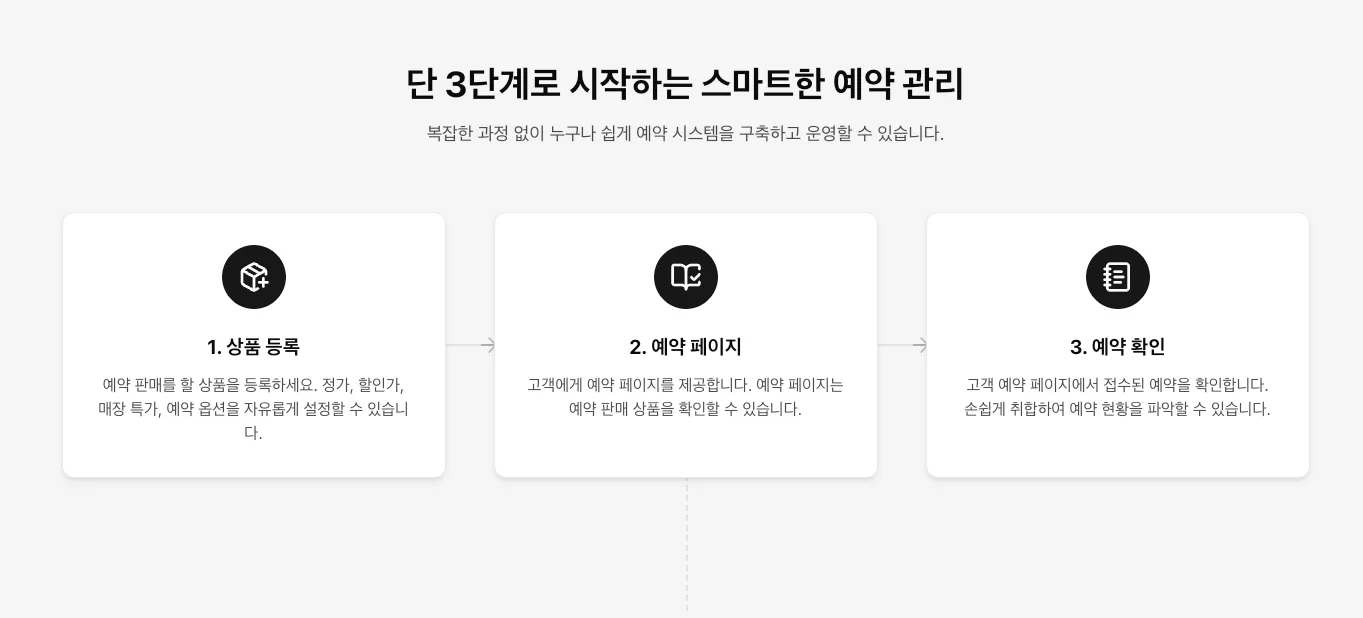 단 3단계로 시작하는 스마트한 예약 관리
복잡한 과정 없이 누구나 쉽게 예약 시스템을 구축하고 운영할 수 있습니다.
1. 상품 등록
예약 판매를 할 상품을 등록하세요. 정가, 할인가,
매장 특가, 예약 옵션을 자유롭게 설정할 수 있습니
다.
2. 예약 페이지
고객에게 예약 페이지를 제공합니다. 예약 페이지는
예약 판매 상품을 확인할 수 있습니다.
3. 예약 확인
고객 예약 페이지에서 접수된 예약을 확인합니다.
손쉽게 취합하여 예약 현황을 파악할 수 있습니다.